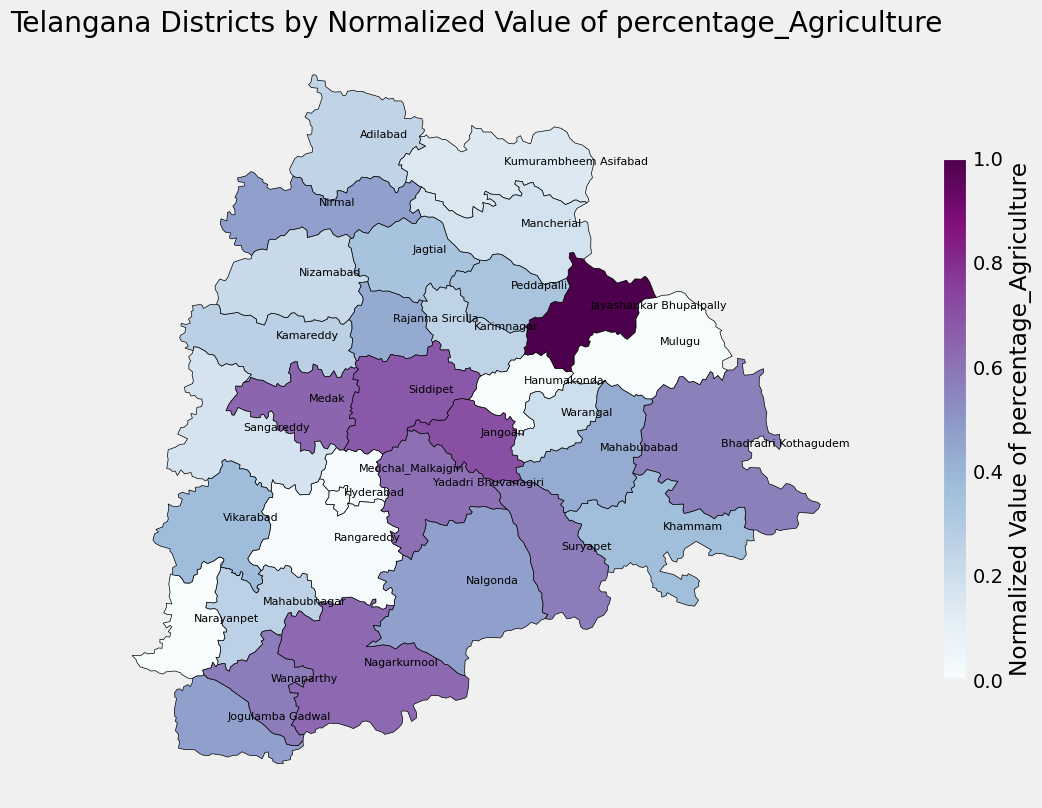 Telangana Districts by Normalized Value of percentage_Agriculture
Adilabad
Kumurambheem Asifabad
Nirmal
Mancherial
Jagtial
Nizamabad
Peddapalli
Jayashankar Bhupalpally
Rajanna Sircilla
Karimnagar
Kamareddy
Mulugu
Hanumakonda
Siddipet
Medak
Warangal
Sangareddy
Jangoan
Bhadradri Kothagudem
Mahabubabad
Medchal_Malkajgiri
Yadadri Bhuvanagiri
Hyderabad
Vikarabad
Khammam
Rangareddy
Suryapet
Nalgonda
Mahabubnagar
Narayanpet
Nagarkurnool
Wanaparthy
Jogulamba Gadwal
1.0
0.8
0.6
0.4
0.2
0.0
Normalized Value of percentage_Agriculture